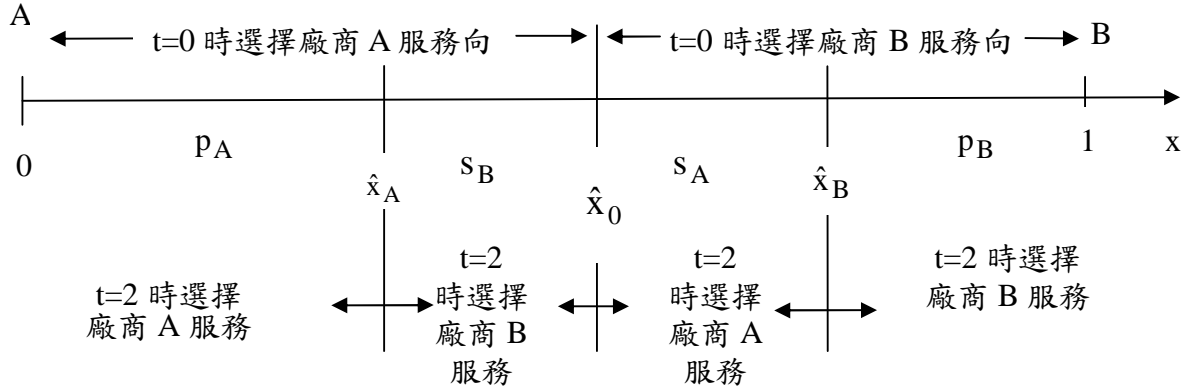 A
t=0 時選擇廠商 A 服務向
t=0 時選擇廠商 B 服務向
B
0
p_A
x̂_A
s_B
x̂_0
s_A
x̂_B
p_B
1
x
t=2 時選擇
廠商 A 服務
t=2
時選擇
廠商 B
服務
t=2
時選擇
廠商 A
服務
t=2 時選擇
廠商 B 服務